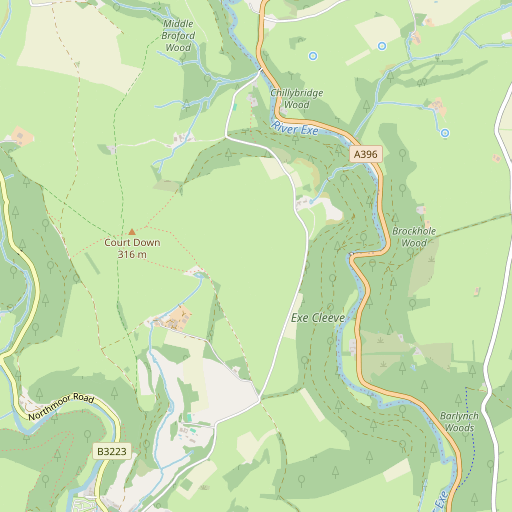 Middle
Broford
Wood
Chillybridge
Wood
River Exe
A396
Brockhole
Wood
Court Down
316 m
Exe Cleeve
Northmoor Road
Barlynch
Woods
B3223
Exe